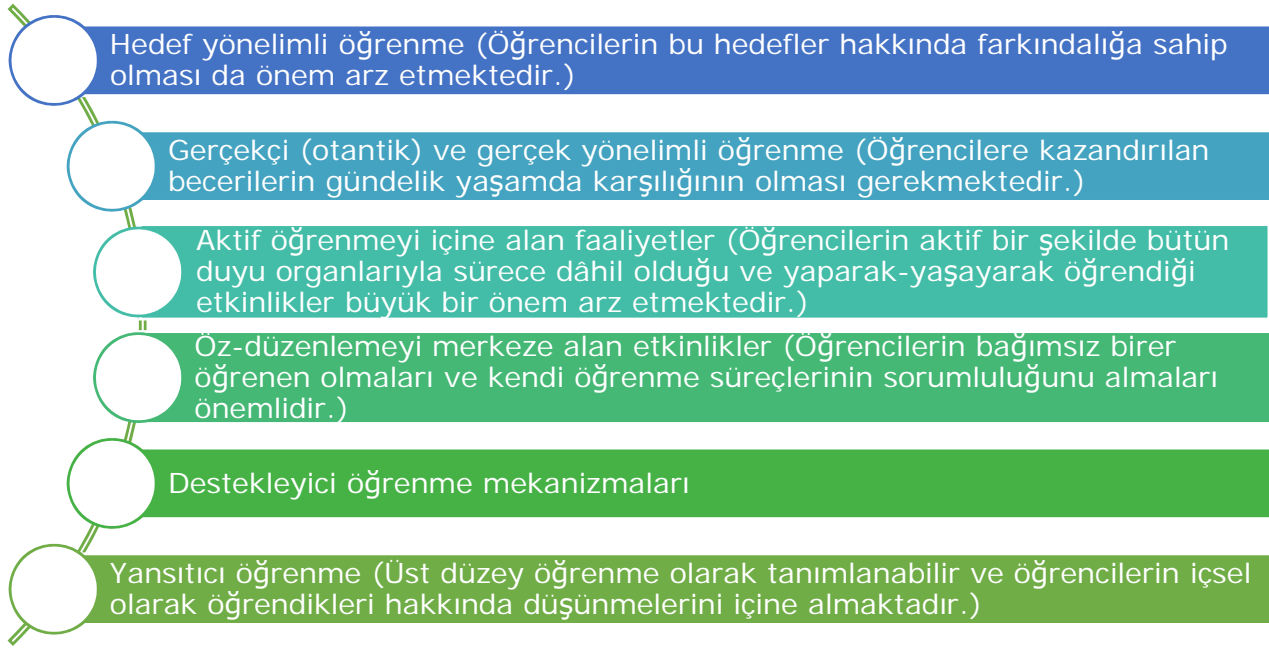 Hedef yönelimli öğrenme (Öğrencilerin bu hedefler hakkında farkındalığa sahip
olması da önem arz etmektedir.)
Gerçekçi (otantik) ve gerçek yönelimli öğrenme (Öğrencilere kazandırılan
becerilerin gündelik yaşamda karşılığının olması gerekmektedir.)
Aktif öğrenmeyi içine alan faaliyetler (Öğrencilerin aktif bir şekilde bütün
duyu organlarıyla sürece dâhil olduğu ve yaparak-yaşayarak öğrendiği
etkinlikler büyük bir önem arz etmektedir.)
Öz-düzenlemeyi merkeze alan etkinlikler (Öğrencilerin bağımsız birer
öğrenen olmaları ve kendi öğrenme süreçlerinin sorumluluğunu almaları
önemlidir.)
Destekleyici öğrenme mekanizmaları
Yansıtıcı öğrenme (Üst düzey öğrenme olarak tanımlanabilir ve öğrencilerin içsel
olarak öğrendikleri hakkında düşünmelerini içine almaktadır.)